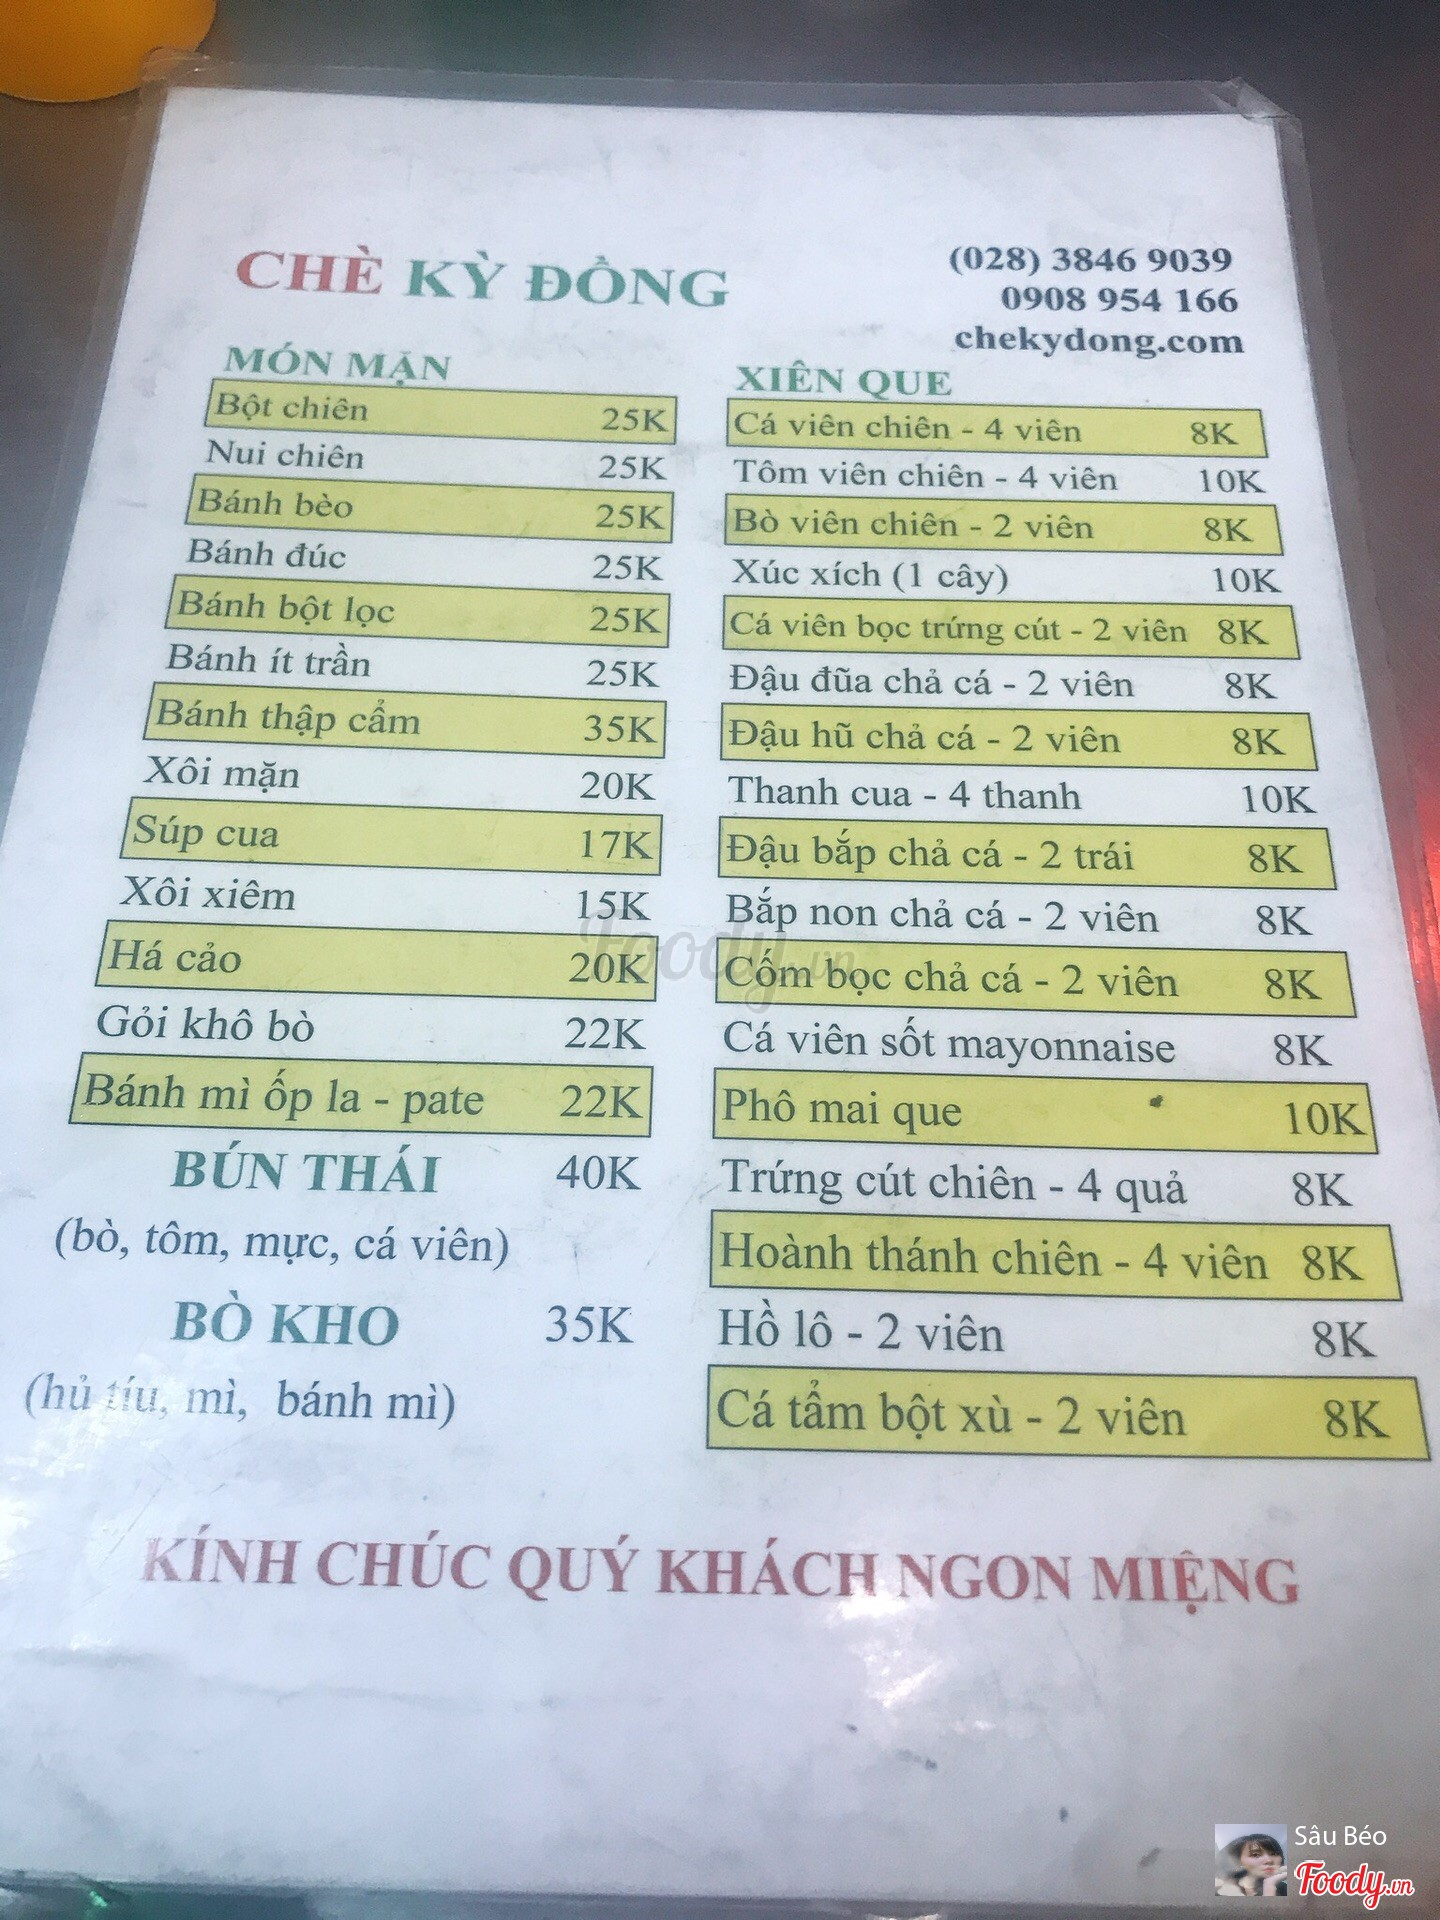 CHÈ KỲ ĐỒNG
(028) 3846 9039
0908 954 166
chekydong.com
MÓN MẶN
Bột chiên 25K
Nui chiên 25K
Bánh bèo 25K
Bánh đúc 25K
Bánh bột lọc 25K
Bánh ít trần 25K
Bánh thập cẩm 35K
Xôi mặn 20K
Súp cua 17K
Xôi xiêm 15K
Há cảo 20K
Gỏi khô bò 22K
Bánh mì ốp la - pate 22K
BÚN THÁI 40K
(bò, tôm, mực, cá viên)
BÒ KHO 35K
(hủ tíu, mì, bánh mì)
XIÊN QUE
Cá viên chiên - 4 viên 8K
Tôm viên chiên - 4 viên 10K
Bò viên chiên - 2 viên 8K
Xúc xích (1 cây) 10K
Cá viên bọc trứng cút - 2 viên 8K
Đậu đũa chả cá - 2 viên 8K
Đậu hũ chả cá - 2 viên 8K
Thanh cua - 4 thanh 10K
Đậu bắp chả cá - 2 trái 8K
Bắp non chả cá - 2 viên 8K
Cốm bọc chả cá - 2 viên 8K
Cá viên sốt mayonnaise 8K
Phô mai que 10K
Trứng cút chiên - 4 quả 8K
Hoành thánh chiên - 4 viên 8K
Hồ lô - 2 viên 8K
Cá tẩm bột xù - 2 viên 8K
KÍNH CHÚC QUÝ KHÁCH NGON MIỆNG
Foody.vn
Sâu Béo
Foody.vn